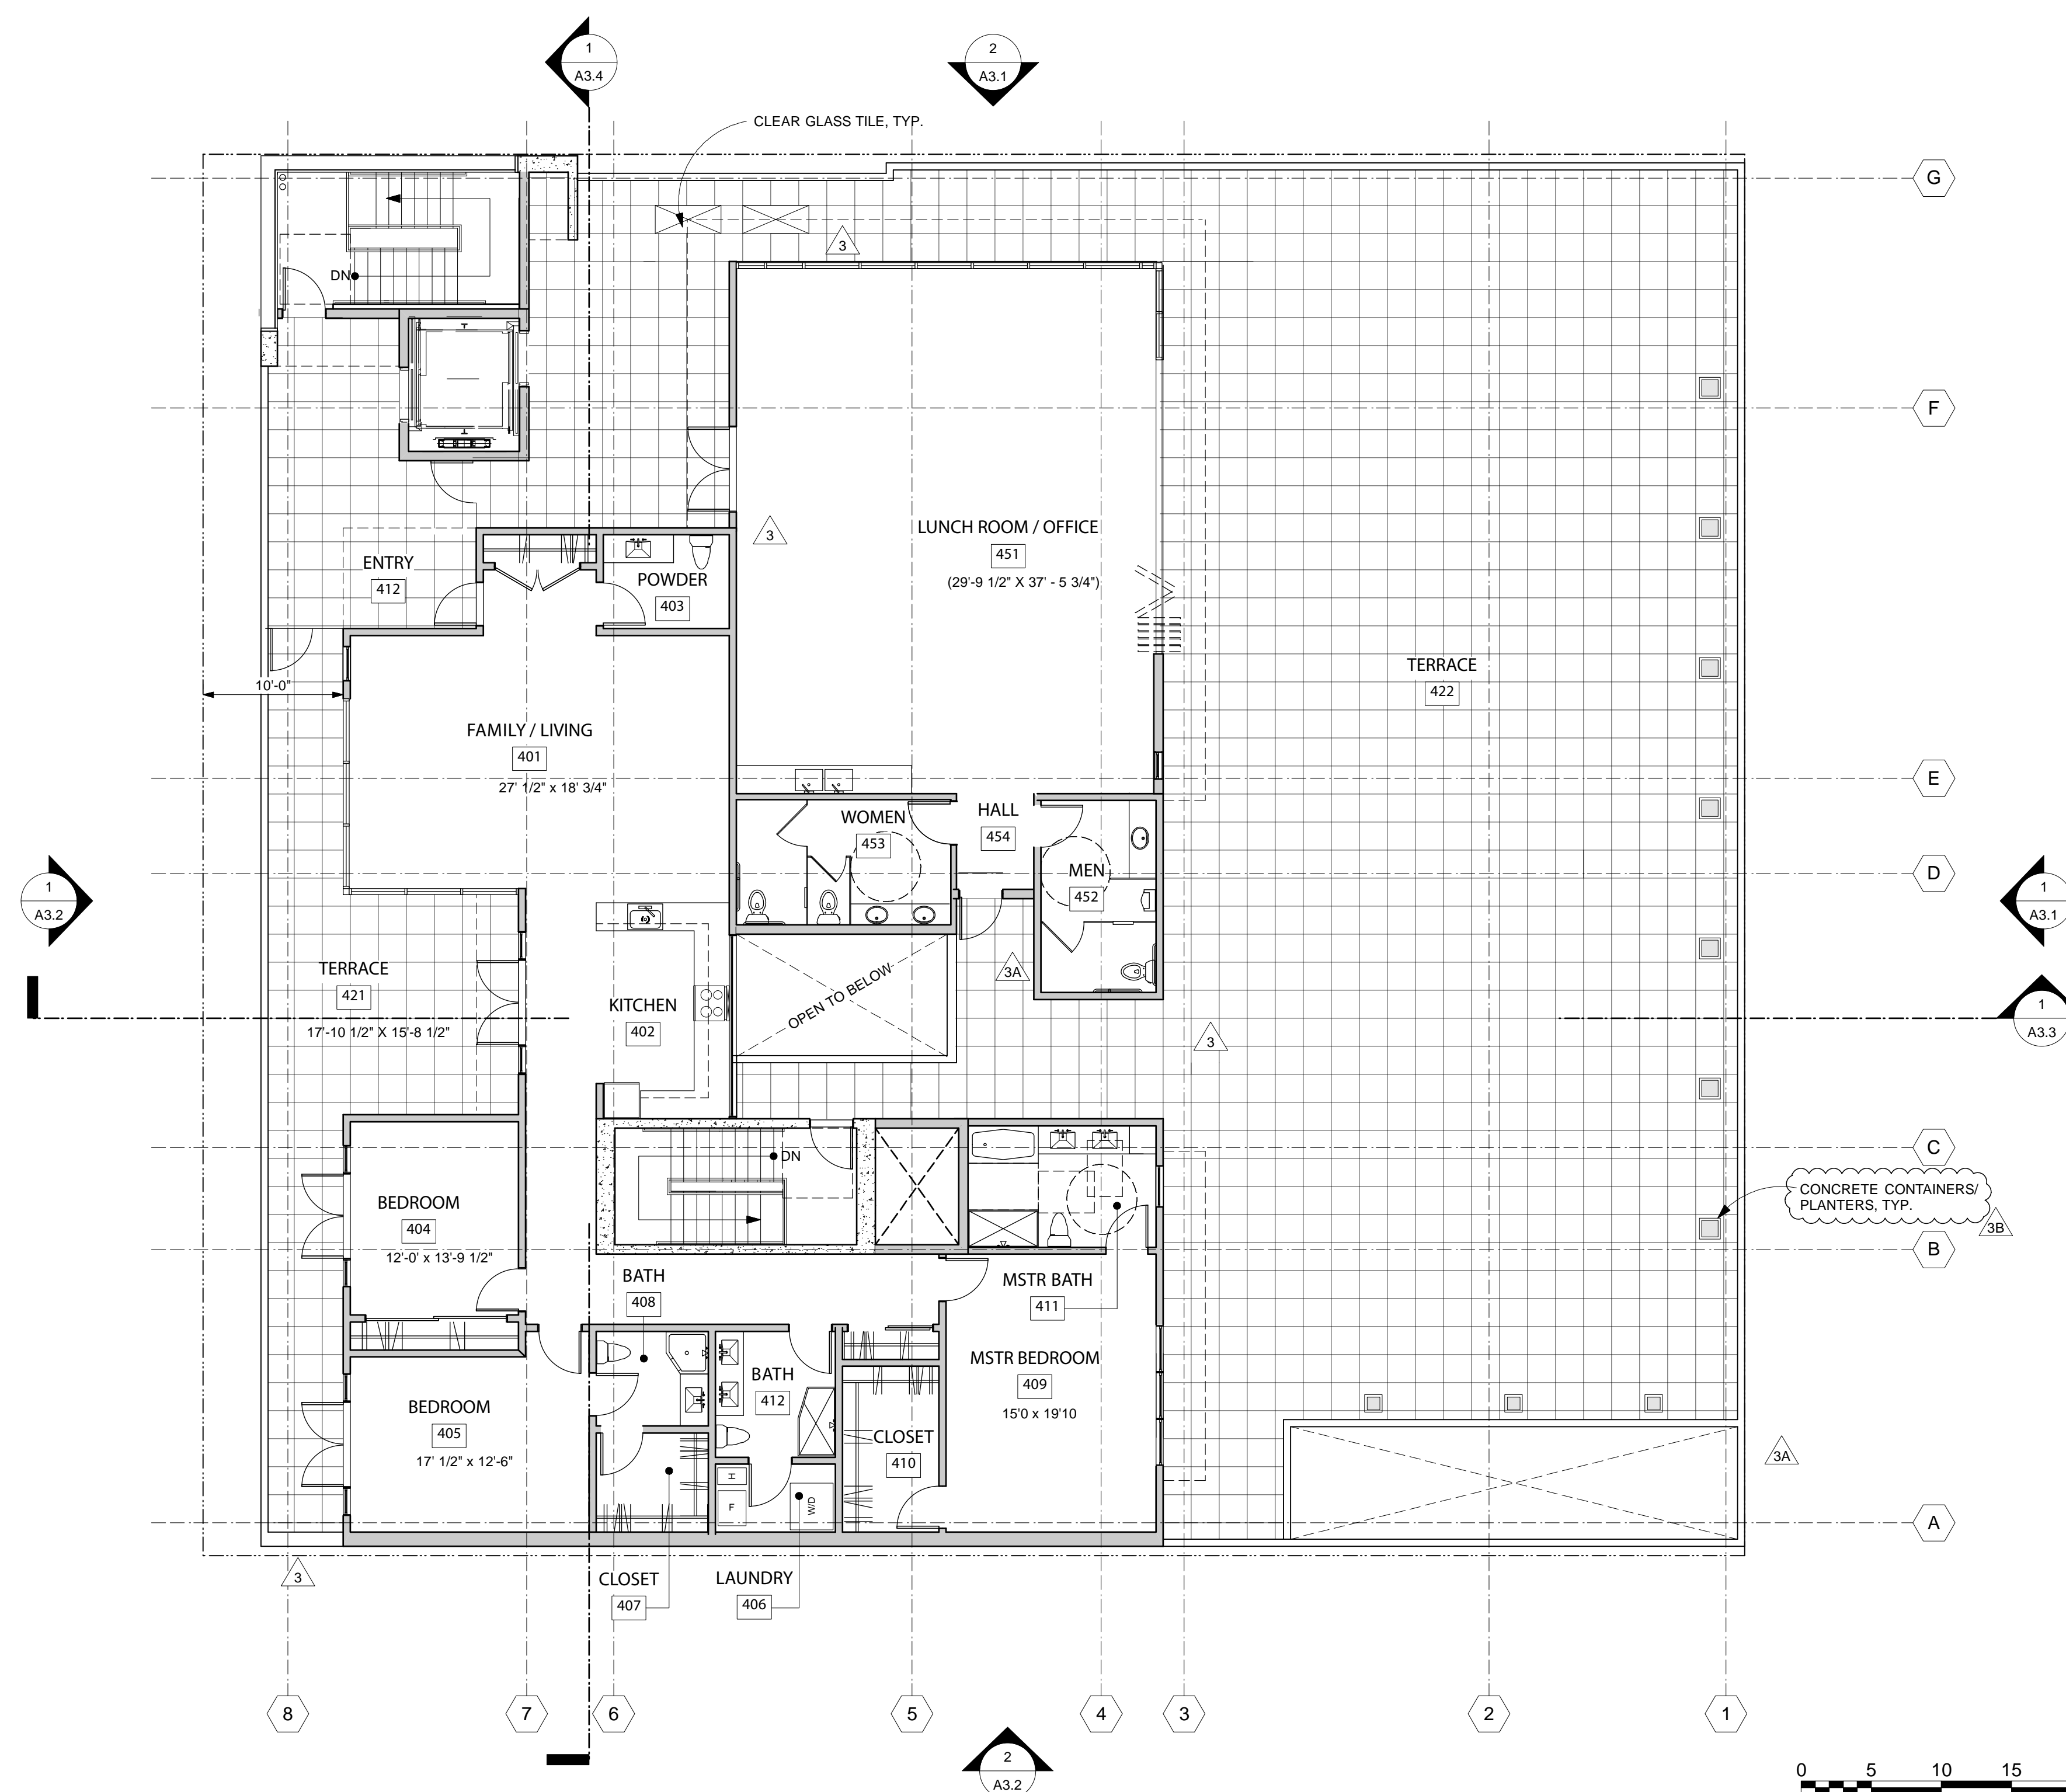 1
A3.4
2
A3.1
CLEAR GLASS TILE, TYP.
G
3
DN
F
LUNCH ROOM / OFFICE
451
(29'-9 1/2" X 37' - 5 3/4")
3
ENTRY
412
POWDER
403
TERRACE
422
10'-0"
FAMILY / LIVING
401
27' 1/2" x 18' 3/4"
E
WOMEN
453
HALL
454
MEN
452
D
1
A3.2
1
A3.1
TERRACE
421
17'-10 1/2" X 15'-8 1/2"
KITCHEN
402
OPEN TO BELOW
3A
3
1
A3.3
DN
C
CONCRETE CONTAINERS/
PLANTERS, TYP.
3B
BEDROOM
404
12'-0' x 13'-9 1/2"
B
BATH
408
MSTR BATH
411
MSTR BEDROOM
409
15'0 x 19'10
BATH
412
BEDROOM
405
17' 1/2" x 12'-6"
CLOSET
410
3A
H
F
W/D
A
3
CLOSET
407
LAUNDRY
406
8
7
6
5
4
3
2
1
2
A3.2
0 5 10 15